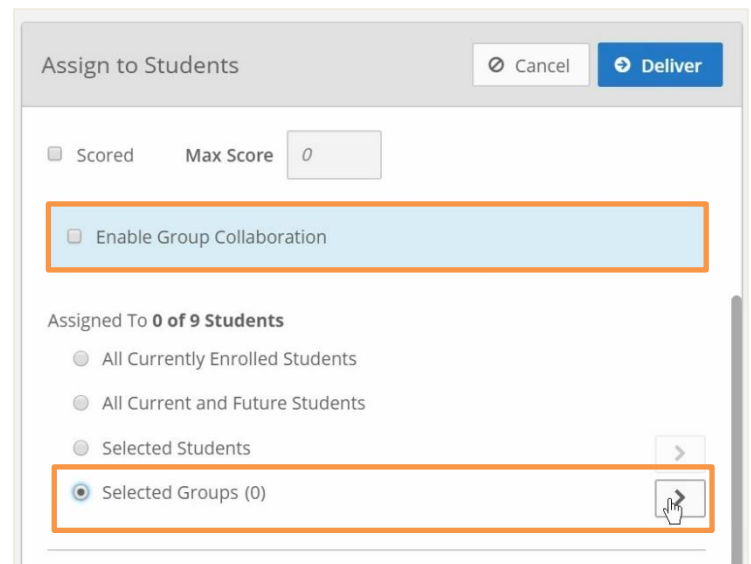 Assign to Students Cancel Deliver
Scored Max Score 0
Enable Group Collaboration
Assigned To 0 of 9 Students
All Currently Enrolled Students
All Current and Future Students
Selected Students
Selected Groups (0)